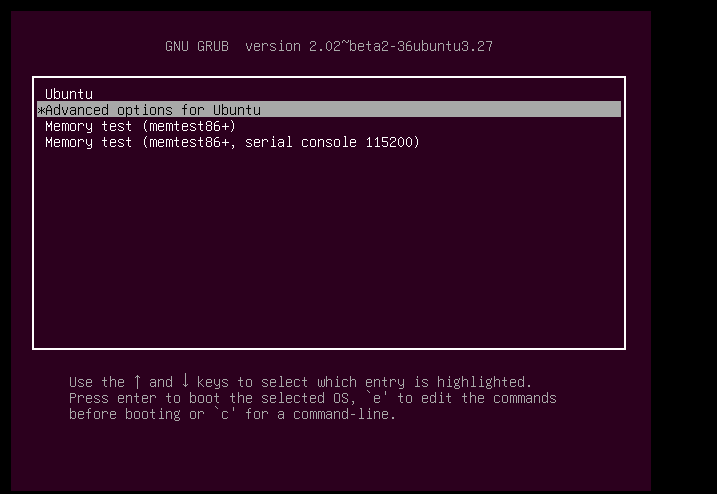 GNU GRUB  version 2.02~beta2-36ubuntu3.27
Ubuntu
*Advanced options for Ubuntu
Memory test (memtest86+)
Memory test (memtest86+, serial console 115200)
Use the ↑ and ↓ keys to select which entry is highlighted.
Press enter to boot the selected OS, `e' to edit the commands
before booting or `c' for a command-line.